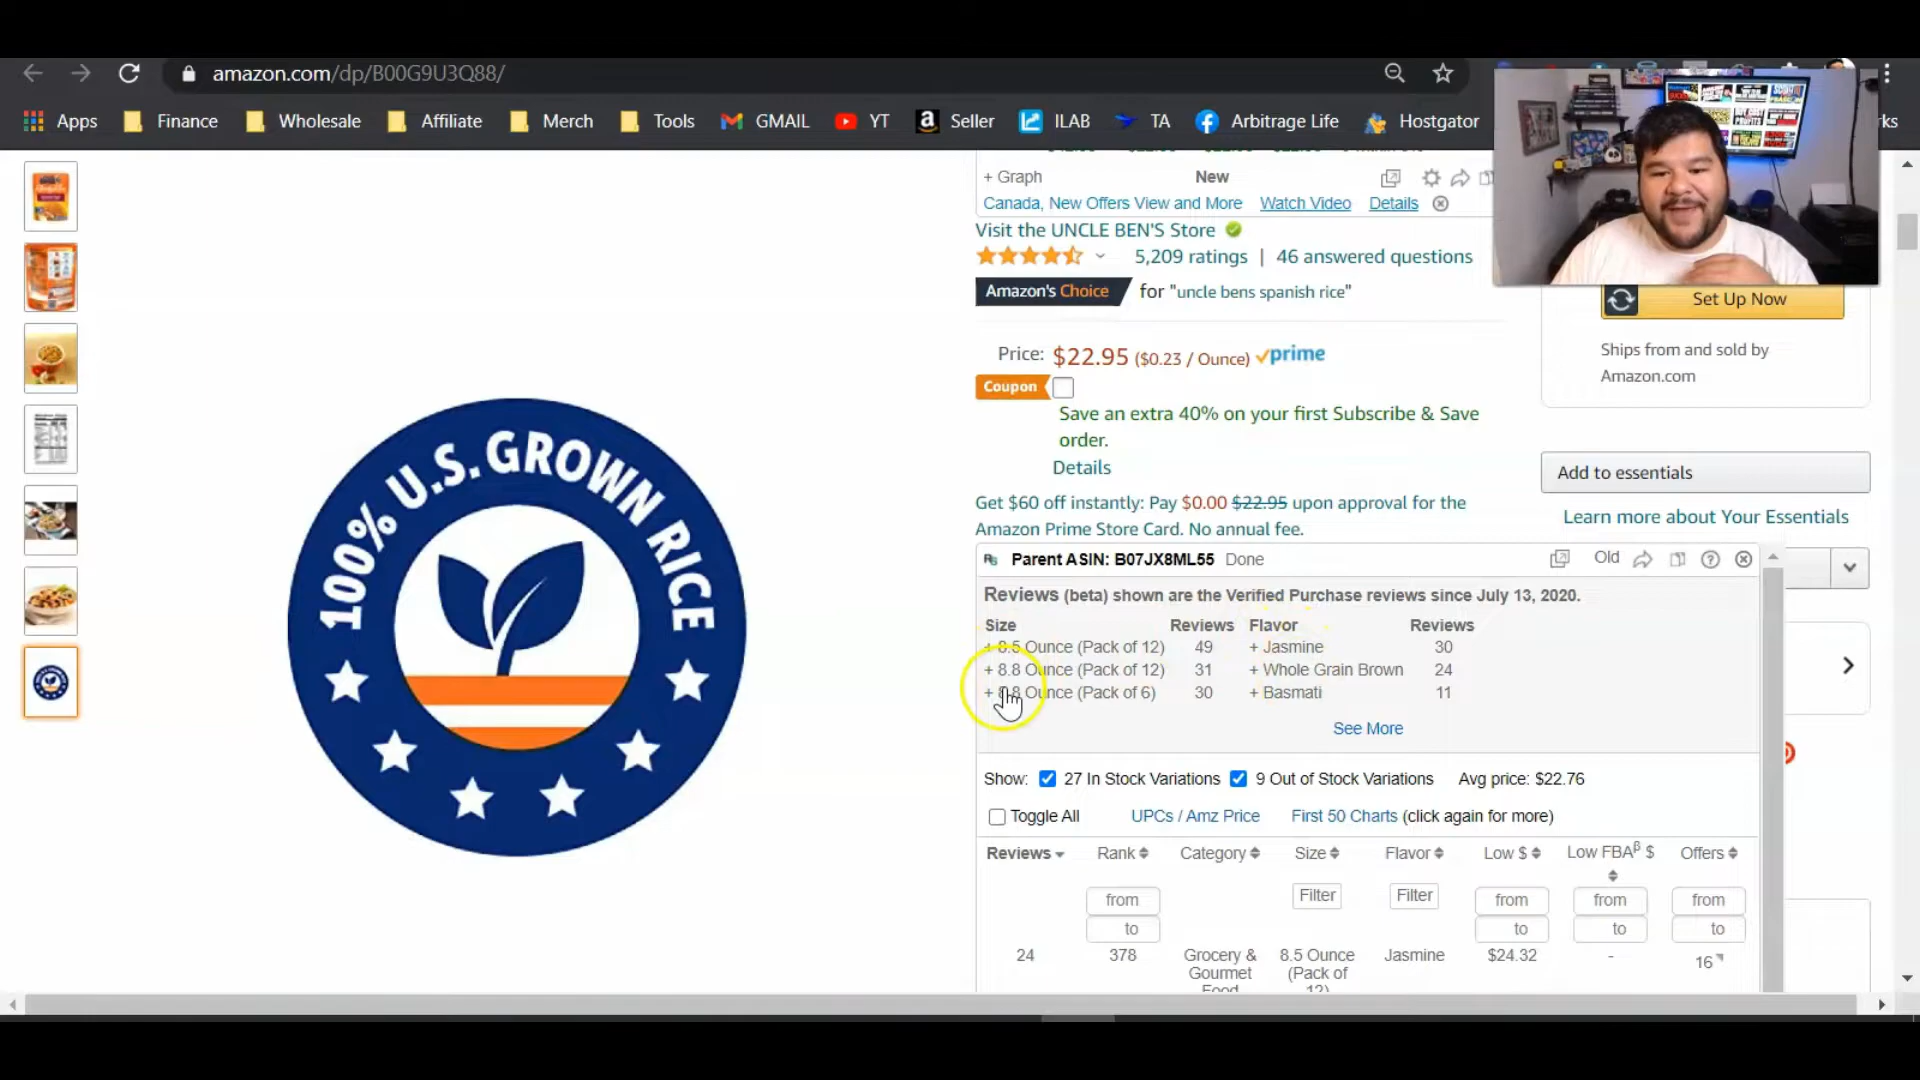 amazon.com/dp/B00G9U3Q88/
Apps Finance Wholesale Affiliate Merch Tools GMAIL YT Seller ILAB TA Arbitrage Life Hostgator ks
+ Graph New
Canada, New Offers View and More Watch Video Details
Visit the UNCLE BEN'S Store
5,209 ratings | 46 answered questions
Amazon's Choice for "uncle bens spanish rice"
Set Up Now
Price: $22.95 ($0.23 / Ounce) prime
Ships from and sold by
Amazon.com
Coupon
Save an extra 40% on your first Subscribe & Save
order.
Details
Add to essentials
Get $60 off instantly: Pay $0.00 $22.95 upon approval for the
Amazon Prime Store Card. No annual fee.
Learn more about Your Essentials
100% U.S. GROWN RICE
Parent ASIN: B07JX8ML55 Done Old
Reviews (beta) shown are the Verified Purchase reviews since July 13, 2020.
Size Reviews Flavor Reviews
+ 8.5 Ounce (Pack of 12) 49 + Jasmine 30
+ 8.8 Ounce (Pack of 12) 31 + Whole Grain Brown 24
+ 8.8 Ounce (Pack of 6) 30 + Basmati 11
See More
Show: 27 In Stock Variations 9 Out of Stock Variations Avg price: $22.76
Toggle All UPCs / Amz Price First 50 Charts (click again for more)
Reviews Rank Category Size Flavor Low $ Low FBAβ $ Offers
from Filter Filter from from from
to to to to
24 378 Grocery & 8.5 Ounce Jasmine $24.32 - 16
Gourmet (Pack of
Food 12)